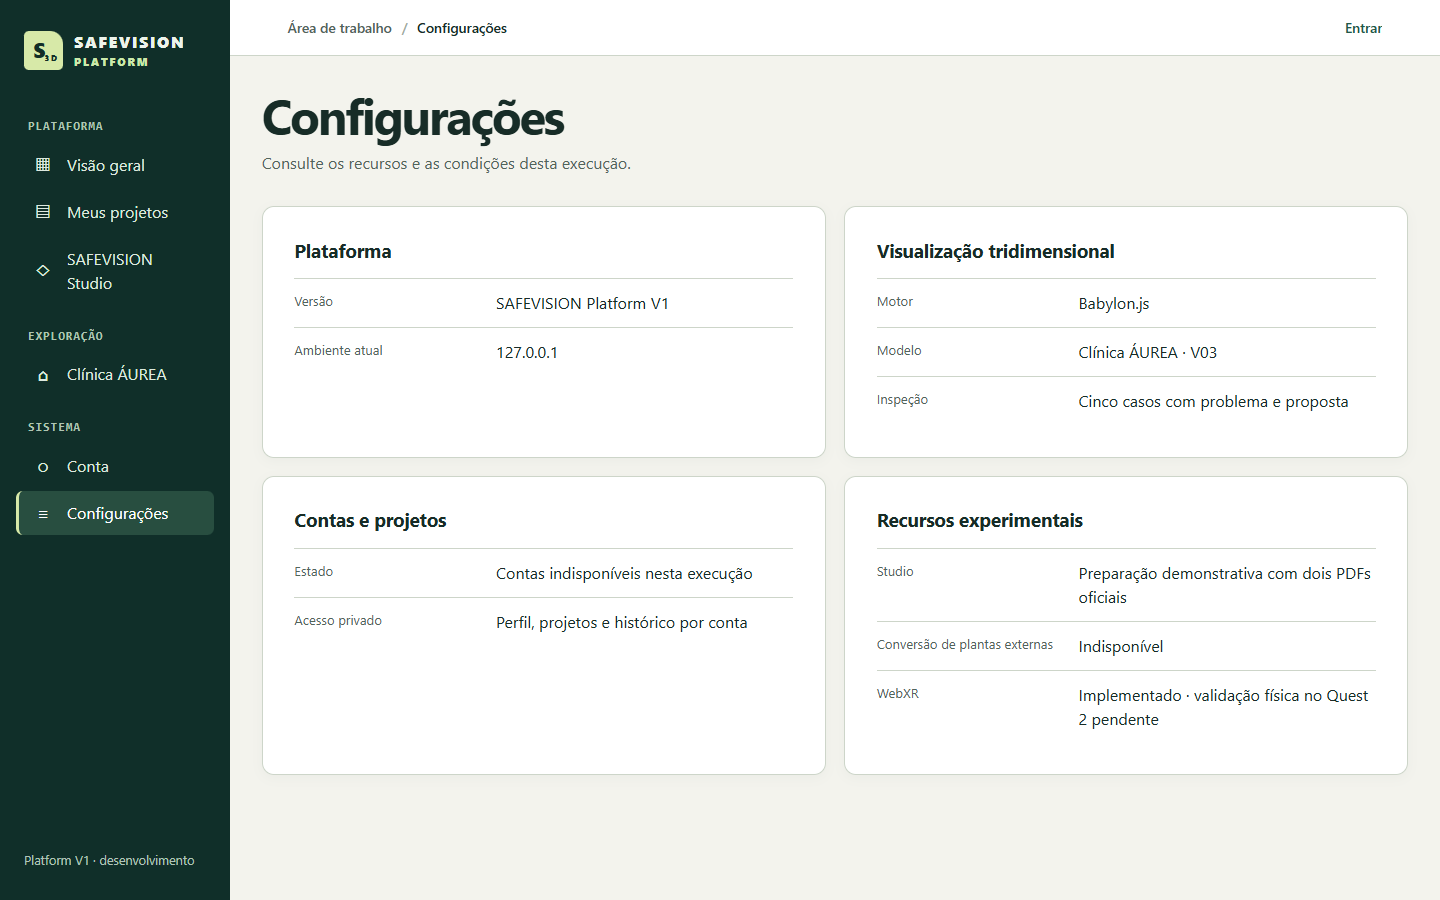 S3D
SAFEVISION
PLATFORM
PLATAFORMA
Visão geral
Meus projetos
SAFEVISION
Studio
EXPLORAÇÃO
Clínica ÁUREA
SISTEMA
Conta
Configurações
Platform V1 · desenvolvimento
Área de trabalho / Configurações
Entrar
Configurações
Consulte os recursos e as condições desta execução.
Plataforma
Versão SAFEVISION Platform V1
Ambiente atual 127.0.0.1
Visualização tridimensional
Motor Babylon.js
Modelo Clínica ÁUREA · V03
Inspeção Cinco casos com problema e proposta
Contas e projetos
Estado Contas indisponíveis nesta execução
Acesso privado Perfil, projetos e histórico por conta
Recursos experimentais
Studio Preparação demonstrativa com dois PDFs
oficiais
Conversão de plantas externas Indisponível
WebXR Implementado · validação física no Quest
2 pendente